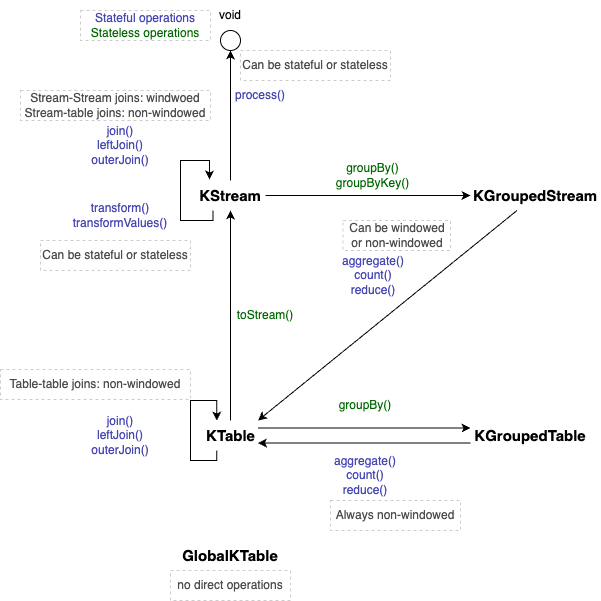 void
Stateful operations
Stateless operations
Can be stateful or stateless
process()
Stream-Stream joins: windwoed
Stream-table joins: non-windowed
join()
leftJoin()
outerJoin()
groupBy()
groupByKey()
KStream
KGroupedStream
transform()
transformValues()
Can be stateful or stateless
Can be windowed
or non-windowed
aggregate()
count()
reduce()
toStream()
Table-table joins: non-windowed
groupBy()
join()
leftJoin()
outerJoin()
KTable
KGroupedTable
aggregate()
count()
reduce()
Always non-windowed
GlobalKTable
no direct operations